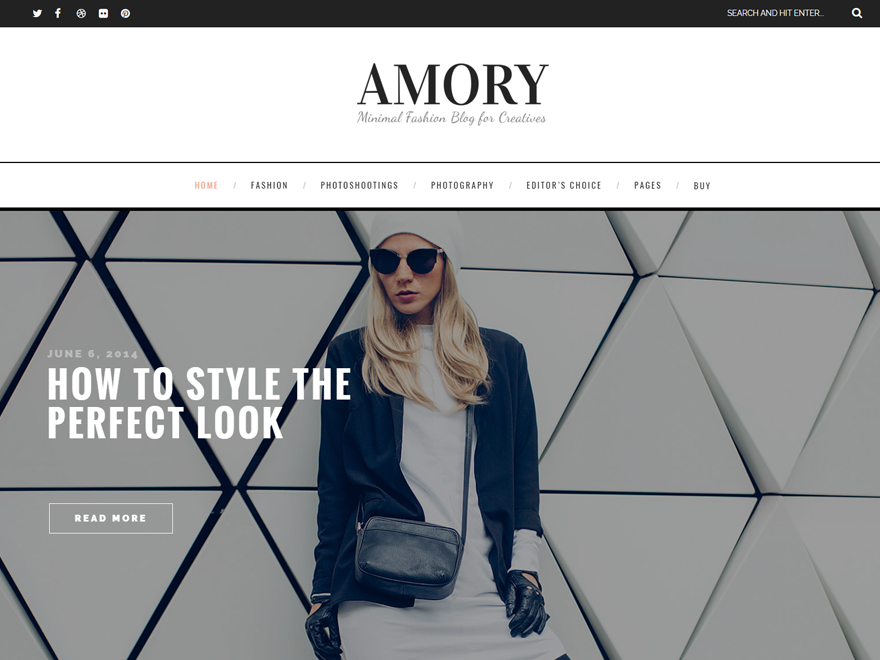 SEARCH AND HIT ENTER...
AMORY
Minimal Fashion Blog for Creatives
HOME / FASHION / PHOTOSHOOTINGS / PHOTOGRAPHY / EDITOR'S CHOICE / PAGES / BUY
JUNE 6, 2014
HOW TO STYLE THE
PERFECT LOOK
READ MORE